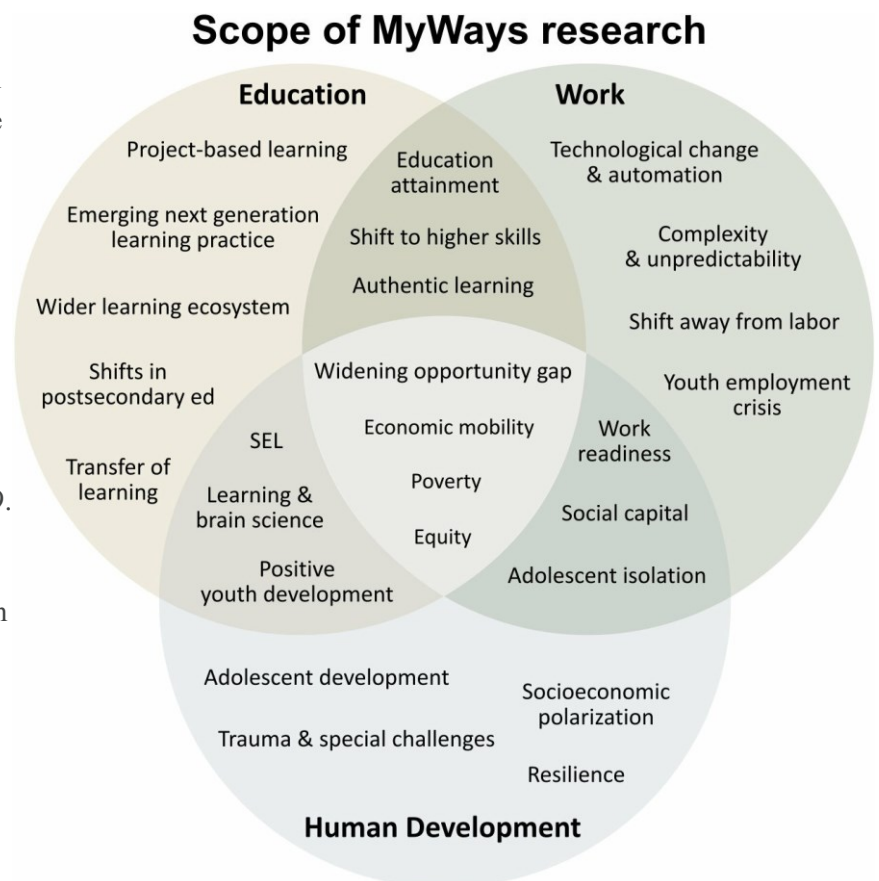 Scope of MyWays research
Education
Work
Project-based learning
Emerging next generation
learning practice
Wider learning ecosystem
Shifts in
postsecondary ed
Transfer of
learning
Education
attainment
Shift to higher skills
Authentic learning
Technological change
& automation
Complexity
& unpredictability
Shift away from labor
Youth employment
crisis
Widening opportunity gap
Economic mobility
Poverty
Equity
SEL
Learning &
brain science
Positive
youth development
Work
readiness
Social capital
Adolescent isolation
Adolescent development
Trauma & special challenges
Socioeconomic
polarization
Resilience
Human Development